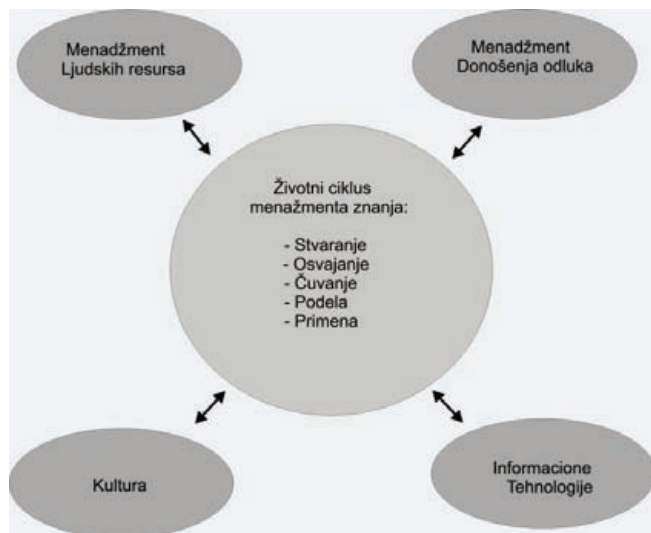 Menadžment
Ljudskih resursa
Menadžment
Donošenja odluka
Životni ciklus
menažmenta znanja:
- Stvaranje
- Osvajanje
- Čuvanje
- Podela
- Primena
Kultura
Informacione
Tehnologije